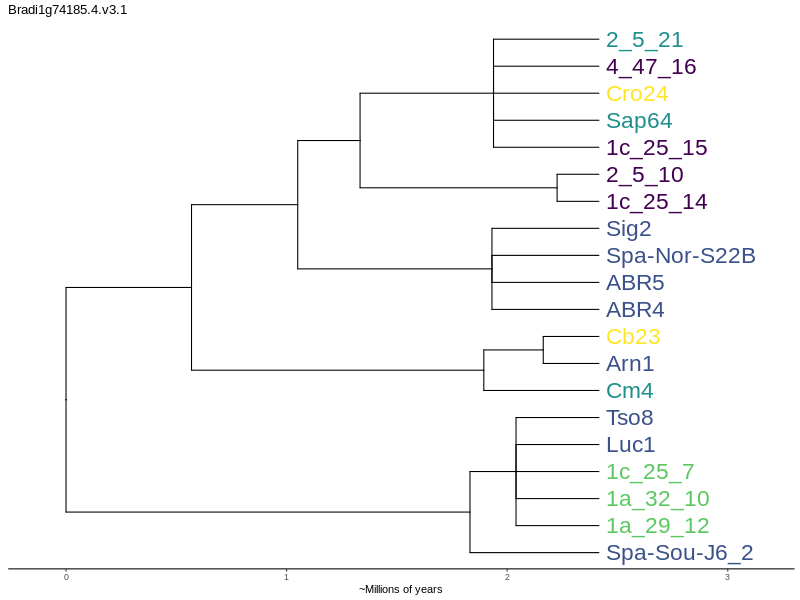 Bradi1g74185.4.v3.1
2_5_21
4_47_16
Cro24
Sap64
1c_25_15
2_5_10
1c_25_14
Sig2
Spa-Nor-S22B
ABR5
ABR4
Cb23
Arn1
Cm4
Tso8
Luc1
1c_25_7
1a_32_10
1a_29_12
Spa-Sou-J6_2
0 1 2 3
~Millions of years